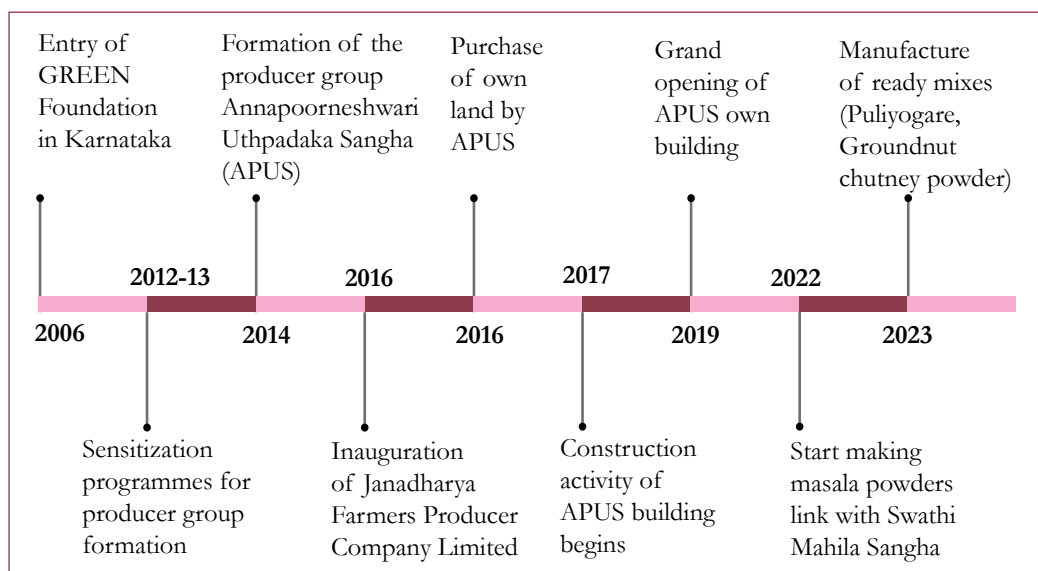 Entry of
GREEN
Foundation
in Karnataka
Formation of the
producer group
Annapoorneshwari
Uthpadaka Sangha
(APUS)
Purchase
of own
land by
APUS
Grand
opening of
APUS own
building
Manufacture
of ready mixes
(Puliyogare,
Groundnut
chutney powder)
2012-13
2016
2017
2022
2006
2014
2016
2019
2023
Sensitization
programmes for
producer group
formation
Inauguration
of Janadharya
Farmers Producer
Company Limited
Construction
activity of
APUS building
begins
Start making
masala powders
link with Swathi
Mahila Sangha